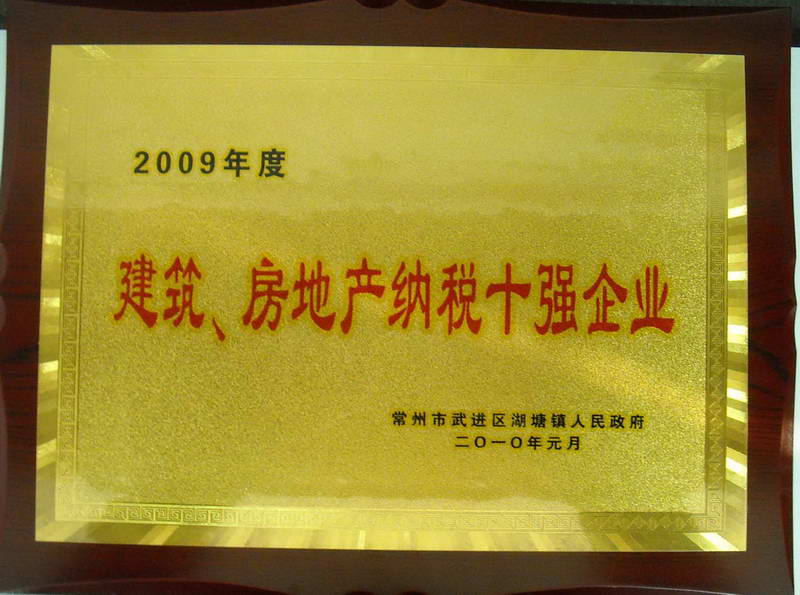 2009年度
建筑、房地产纳税十强企业
常州市武进区湖塘镇人民政府
二〇一〇年元月